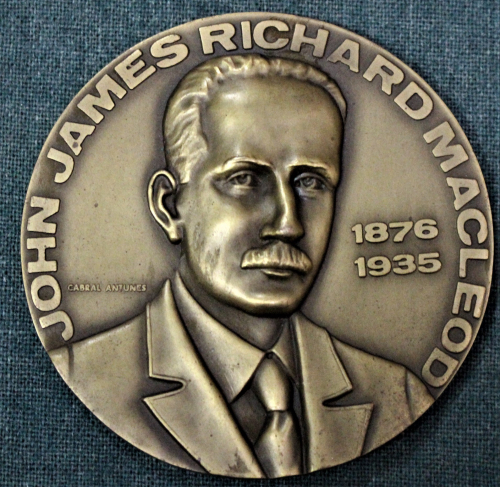 JOHN JAMES RICHARD MACLEOD
1876
1935
CABRAL ANTUNES